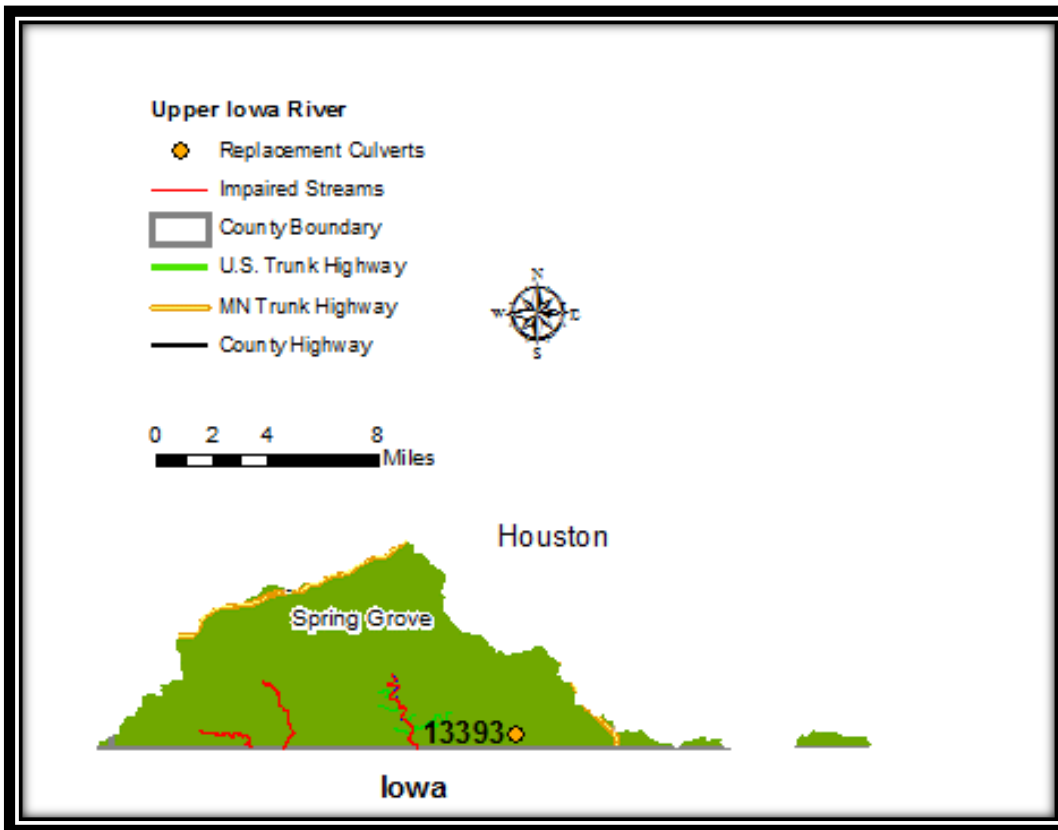 Upper Iowa River
Replacement Culverts
Impaired Streams
County Boundary
U.S. Trunk Highway
MN Trunk Highway
County Highway
N
W E
S
0 2 4 8
Miles
Houston
Spring Grove
13393
Iowa